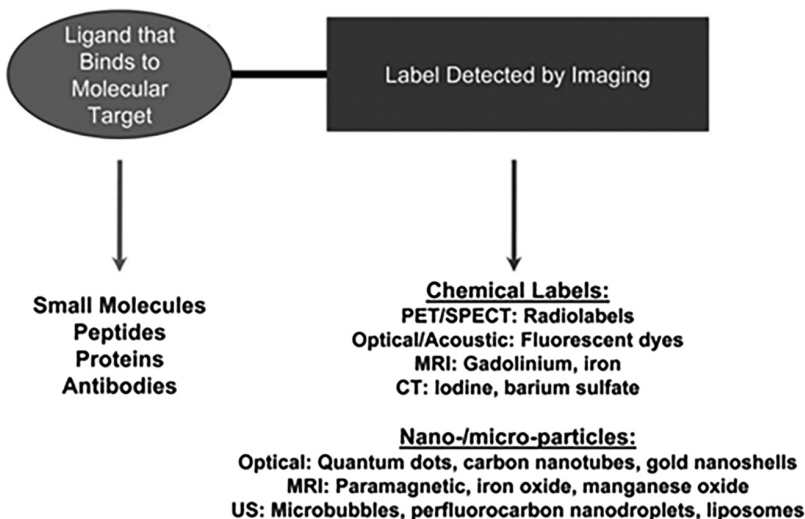 Ligand that
Binds to
Molecular
Target
Label Detected by Imaging
Small Molecules
Peptides
Proteins
Antibodies
Chemical Labels:
PET/SPECT: Radiolabels
Optical/Acoustic: Fluorescent dyes
MRI: Gadolinium, iron
CT: Iodine, barium sulfate
Nano-/micro-particles:
Optical: Quantum dots, carbon nanotubes, gold nanoshells
MRI: Paramagnetic, iron oxide, manganese oxide
US: Microbubbles, perfluorocarbon nanodroplets, liposomes